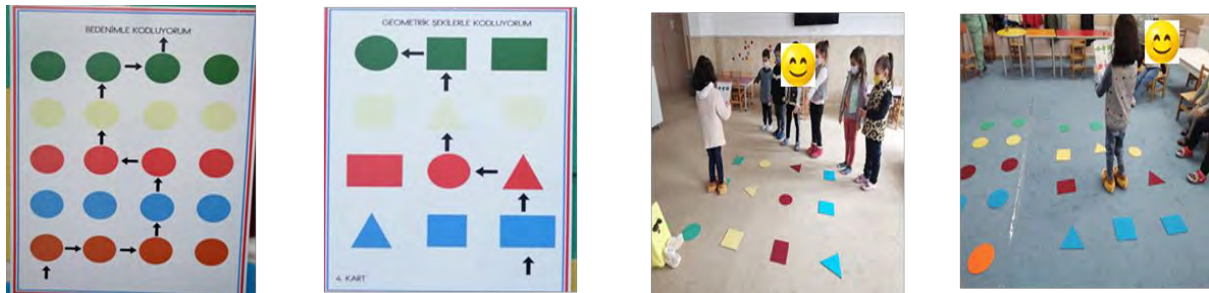 BEDENİMLE KODLUYORUM
GEOMETRİK ŞEKİLLERLE KODLUYORUM
4. KART